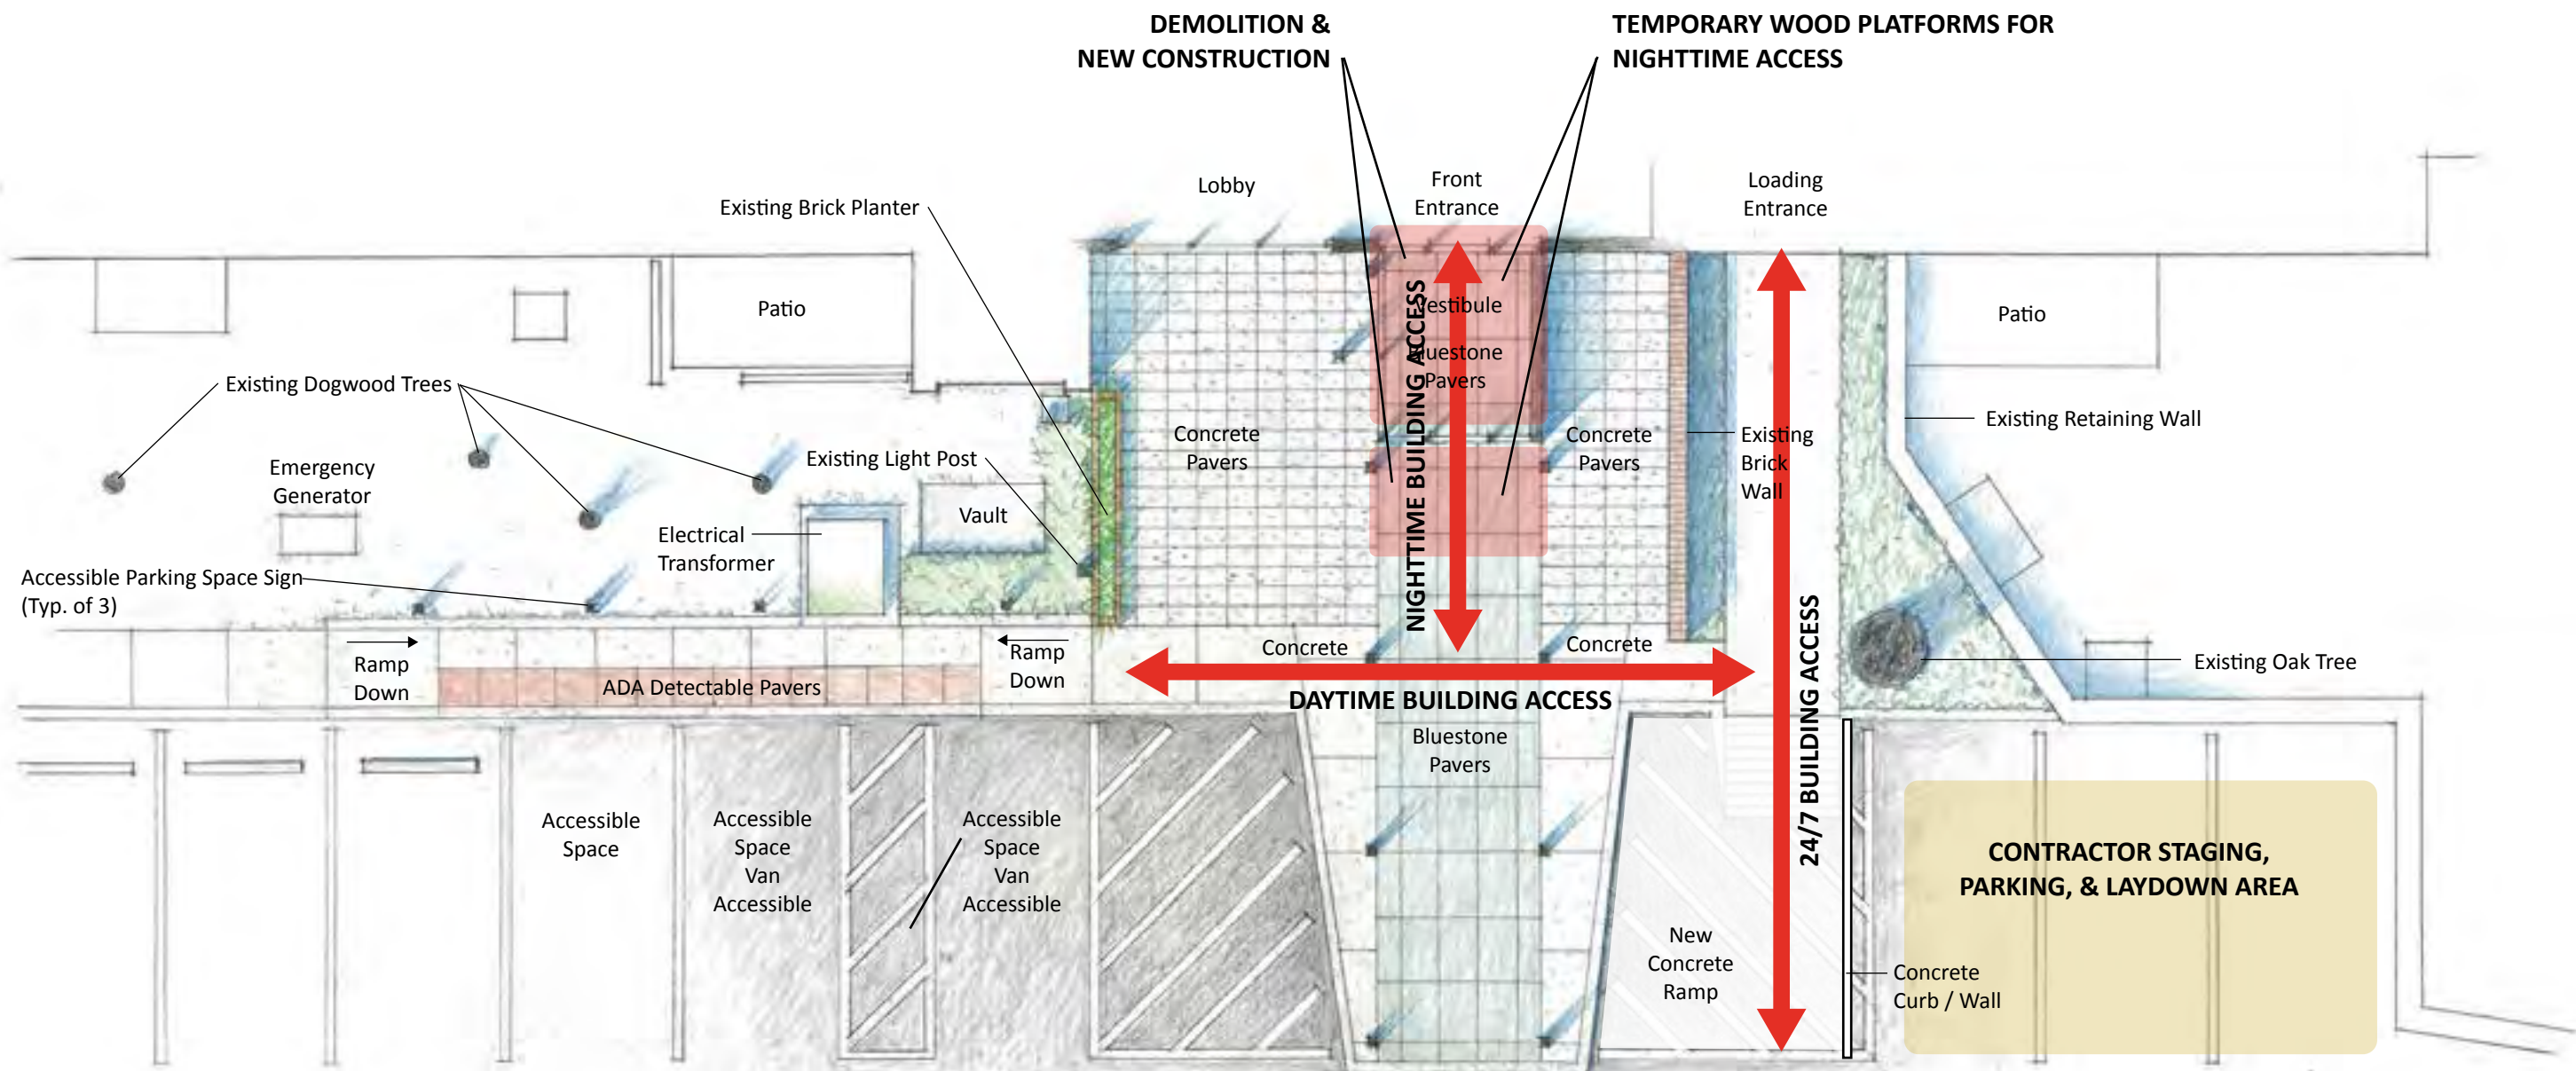 DEMOLITION &
NEW CONSTRUCTION
TEMPORARY WOOD PLATFORMS FOR
NIGHTTIME ACCESS
Lobby
Front
Entrance
Loading
Entrance
Existing Brick Planter
Patio
Vestibule
Bluestone
Pavers
NIGHTTIME BUILDING ACCESS
Patio
Existing Dogwood Trees
Existing Retaining Wall
Emergency
Generator
Existing Light Post
Concrete
Pavers
Concrete
Pavers
Existing
Brick
Wall
Vault
Electrical
Transformer
Accessible Parking Space Sign
(Typ. of 3)
Ramp
Down
ADA Detectable Pavers
Ramp
Down
Concrete
Concrete
Existing Oak Tree
DAYTIME BUILDING ACCESS
24/7 BUILDING ACCESS
Bluestone
Pavers
Accessible
Space
Accessible
Space
Van
Accessible
Accessible
Space
Van
Accessible
CONTRACTOR STAGING,
PARKING, & LAYDOWN AREA
New
Concrete
Ramp
Concrete
Curb / Wall